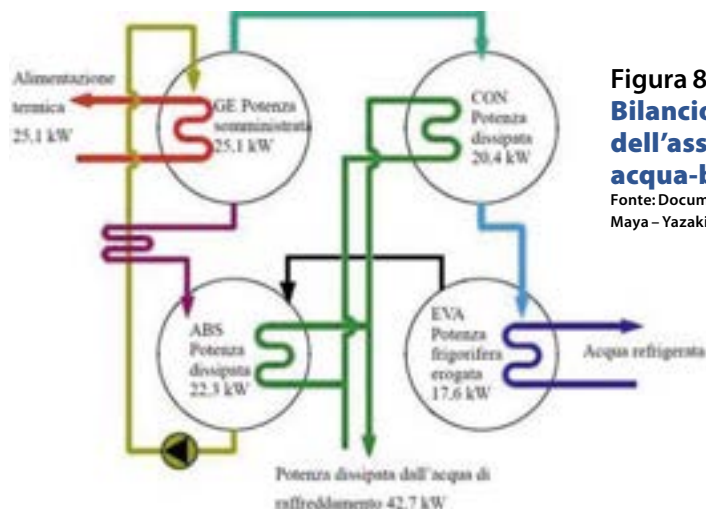 Alimentazione
termica
25,1 kW
GE Potenza
somministrata
25,1 kW
CON
Potenza
dissipata
20,4 kW
ABS
Potenza
dissipata
22,3 kW
EVA
Potenza
frigorifera
erogata
17,6 kW
Acqua refrigerata
Potenza dissipata dall'acqua di
raffreddamento 42,7 kW
Figura 8
Bilancio
dell'ass
acqua-b
Fonte: Docum
Maya – Yazaki